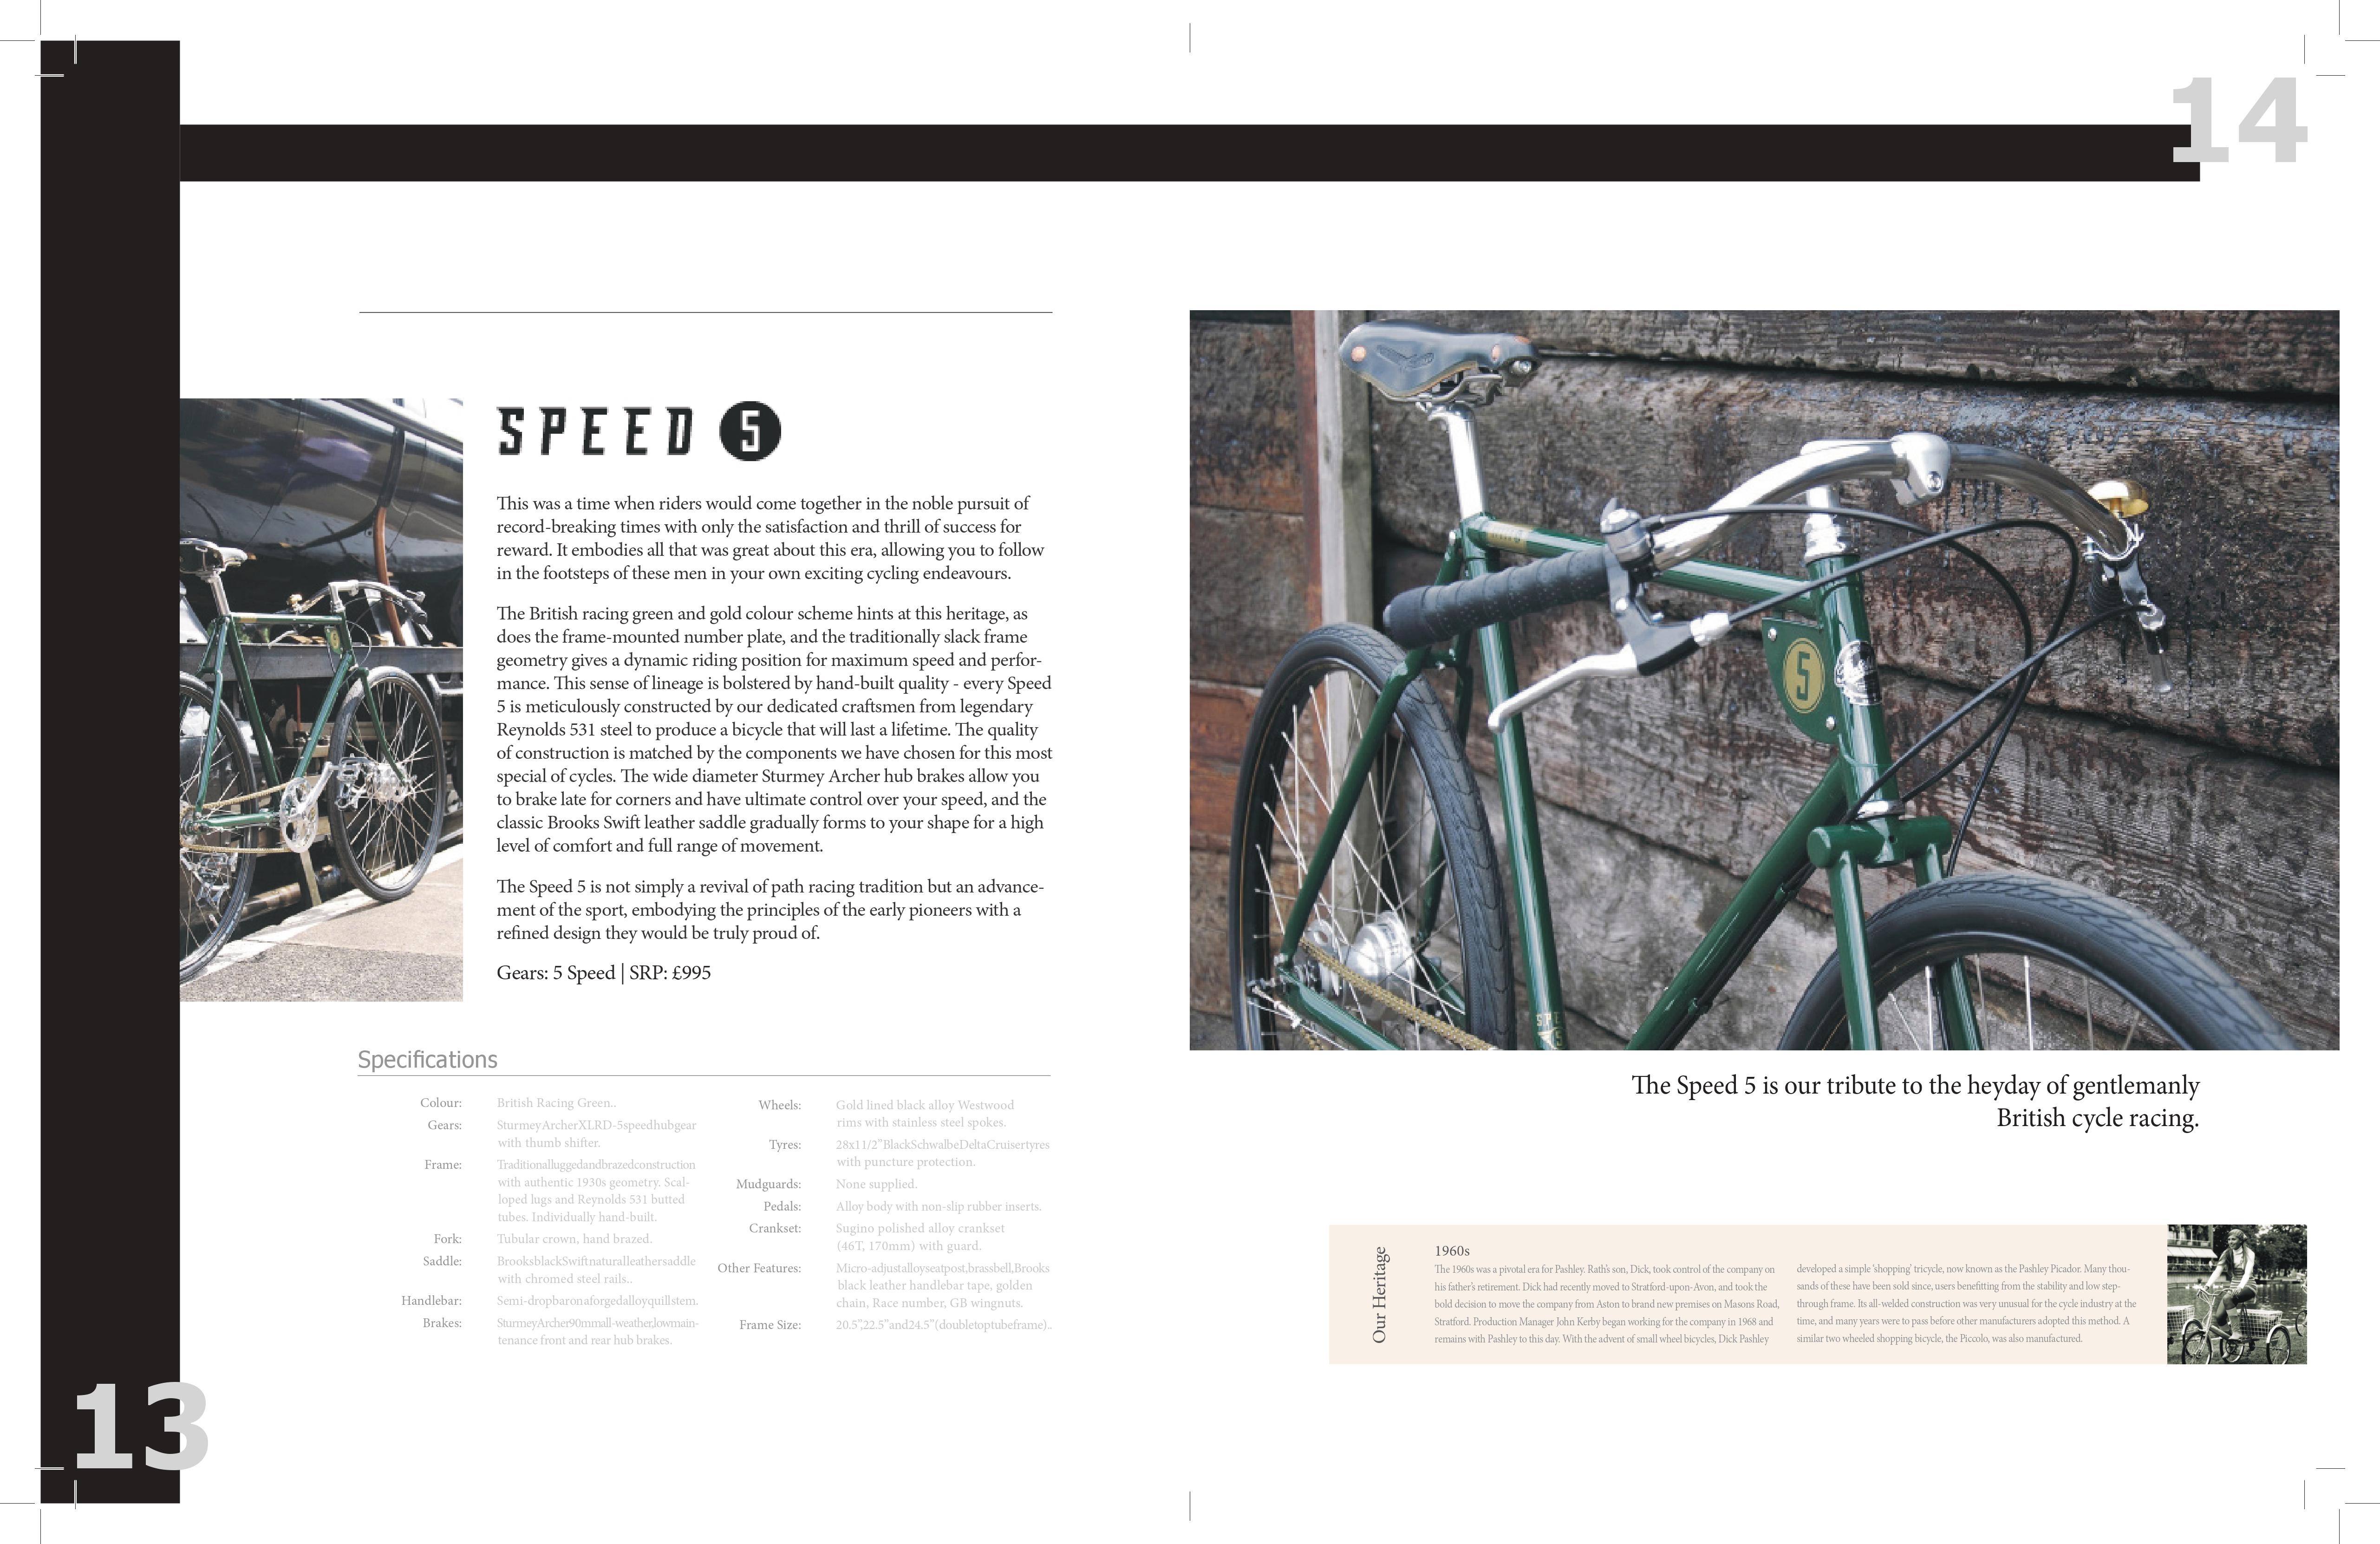 14
SPEED 5
This was a time when riders would come together in the noble pursuit of
record-breaking times with only the satisfaction and thrill of success for
reward. It embodies all that was great about this era, allowing you to follow
in the footsteps of these men in your own exciting cycling endeavours.
The British racing green and gold colour scheme hints at this heritage, as
does the frame-mounted number plate, and the traditionally slack frame
geometry gives a dynamic riding position for maximum speed and perfor-
mance. This sense of lineage is bolstered by hand-built quality - every Speed
5 is meticulously constructed by our dedicated craftsmen from legendary
Reynolds 531 steel to produce a bicycle that will last a lifetime. The quality
of construction is matched by the components we have chosen for this most
special of cycles. The wide diameter Sturmey Archer hub brakes allow you
to brake late for corners and have ultimate control over your speed, and the
classic Brooks Swift leather saddle gradually forms to your shape for a high
level of comfort and full range of movement.
The Speed 5 is not simply a revival of path racing tradition but an advance-
ment of the sport, embodying the principles of the early pioneers with a
refined design they would be truly proud of.
Gears: 5 Speed | SRP: £995
Specifications
Colour: British Racing Green..
Gears: SturmeyArcherXLRD-5speedhubgear
with thumb shifter.
Frame: Traditionalluggedandbrazedconstruction
with authentic 1930s geometry. Scal-
loped lugs and Reynolds 531 butted
tubes. Individually hand-built.
Fork: Tubular crown, hand brazed.
Saddle: BrooksblackSwiftnaturalleathersaddle
with chromed steel rails..
Handlebar: Semi-dropbaronaforgedalloyquillstem.
Brakes: SturmeyArcher90mmall-weather,lowmain-
tenance front and rear hub brakes.
Wheels: Gold lined black alloy Westwood
rims with stainless steel spokes.
Tyres: 28x11/2"BlackSchwalbeDeltaCruisertyres
with puncture protection.
Mudguards: None supplied.
Pedals: Alloy body with non-slip rubber inserts.
Crankset: Sugino polished alloy crankset
(46T, 170mm) with guard.
Other Features: Micro-adjustalloyseatpost,brassbell,Brooks
black leather handlebar tape, golden
chain, Race number, GB wingnuts.
Frame Size: 20.5",22.5"and24.5"(doubletoptubeframe)..
13
5
SPE
The Speed 5 is our tribute to the heyday of gentlemanly
British cycle racing.
Our Heritage
1960s
The 1960s was a pivotal era for Pashley. Rath's son, Dick, took control of the company on
his father's retirement. Dick had recently moved to Stratford-upon-Avon, and took the
bold decision to move the company from Aston to brand new premises on Masons Road,
Stratford. Production Manager John Kerby began working for the company in 1968 and
remains with Pashley to this day. With the advent of small wheel bicycles, Dick Pashley
developed a simple 'shopping' tricycle, now known as the Pashley Picador. Many thou-
sands of these have been sold since, users benefitting from the stability and low step-
through frame. Its all-welded construction was very unusual for the cycle industry at the
time, and many years were to pass before other manufacturers adopted this method. A
similar two wheeled shopping bicycle, the Piccolo, was also manufactured.